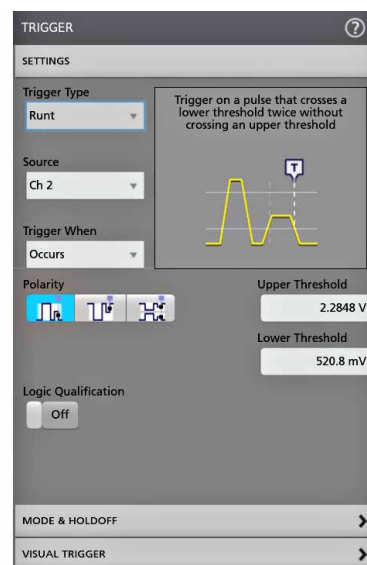 TRIGGER
?
SETTINGS
Trigger Type
Runt
Trigger on a pulse that crosses a
lower threshold twice without
crossing an upper threshold
T
Source
Ch 2
Trigger When
Occurs
Polarity
Upper Threshold
2.2848 V
Lower Threshold
520.8 mV
Logic Qualification
Off
MODE & HOLDOFF
VISUAL TRIGGER